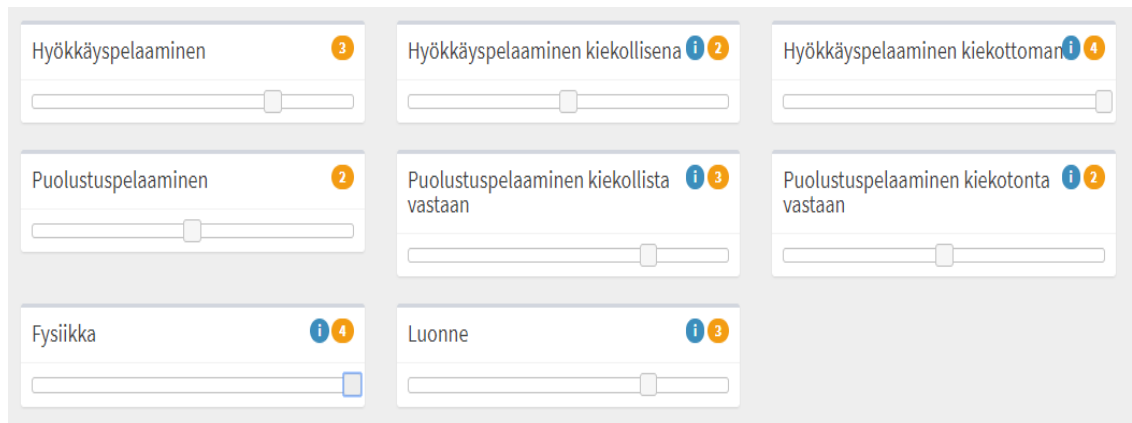 Hyökkäyspelaaminen 3
Hyökkäyspelaaminen kiekollisena i 2
Hyökkäyspelaaminen kiekottoman i 4
Puolustuspelaaminen 2
Puolustuspelaaminen kiekollista i 3
vastaan
Puolustuspelaaminen kiekotonta i 2
vastaan
Fysiikka i 4
Luonne i 3